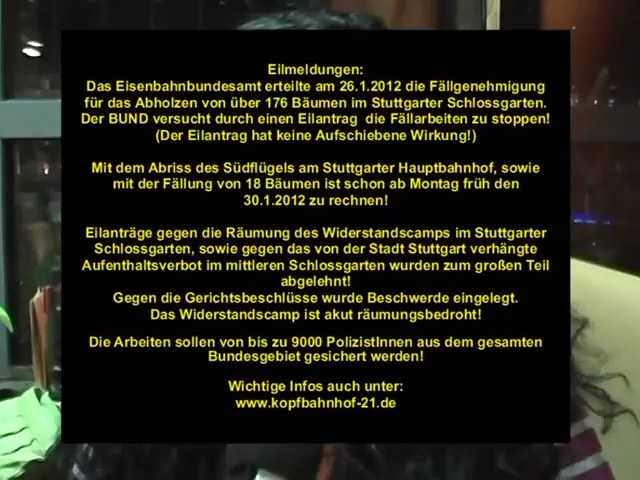 Eilmeldungen:
Das Eisenbahnbundesamt erteilte am 26.1.2012 die Fällgenehmigung
für das Abholzen von über 176 Bäumen im Stuttgarter Schlossgarten.
Der BUND versucht durch einen Eilantrag die Fällarbeiten zu stoppen!
(Der Eilantrag hat keine Aufschiebene Wirkung!)
Mit dem Abriss des Südflügels am Stuttgarter Hauptbahnhof, sowie
mit der Fällung von 18 Bäumen ist schon ab Montag früh den
30.1.2012 zu rechnen!
Eilanträge gegen die Räumung des Widerstandscamps im Stuttgarter
Schlossgarten, sowie gegen das von der Stadt Stuttgart verhängte
Aufenthaltsverbot im mittleren Schlossgarten wurden zum großen Teil
abgelehnt!
Gegen die Gerichtsbeschlüsse wurde Beschwerde eingelegt.
Das Widerstandscamp ist akut räumungsbedroht!
Die Arbeiten sollen von bis zu 9000 PolizistInnen aus dem gesamten
Bundesgebiet gesichert werden!
Wichtige Infos auch unter:
www.kopfbahnhof-21.de